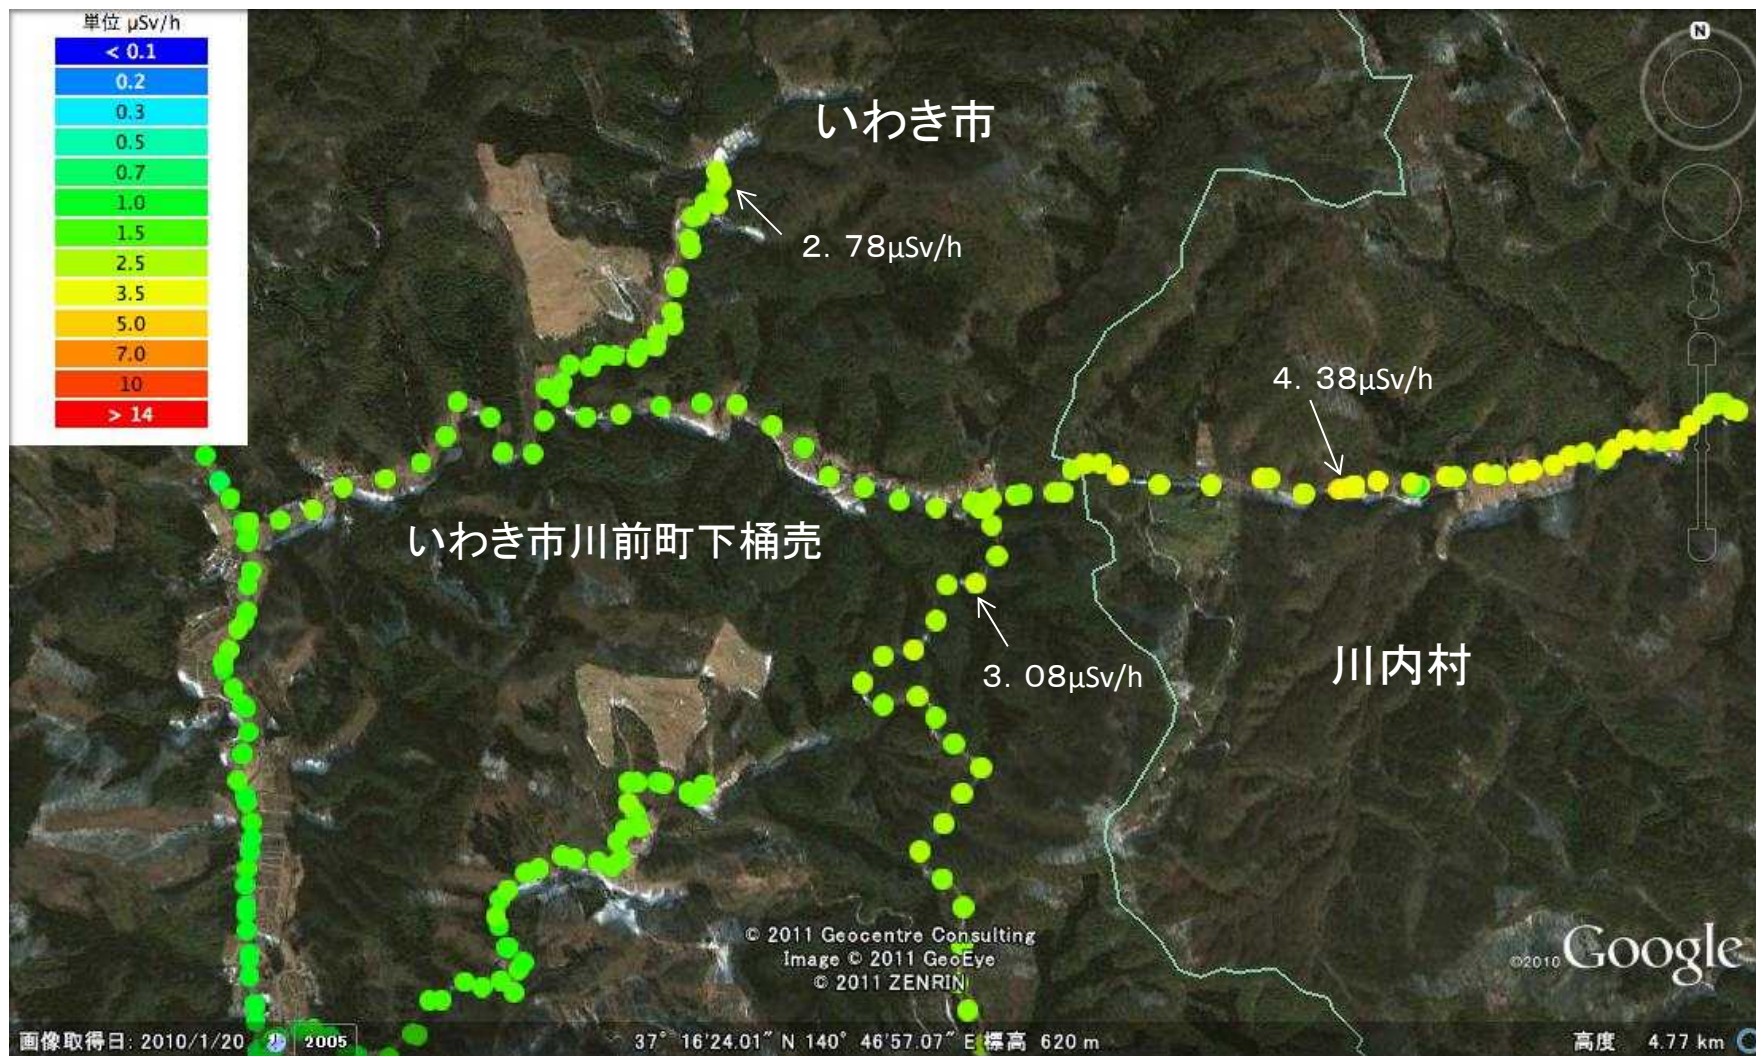 単位 μSv/h
< 0.1
0.2
0.3
0.5
0.7
1.0
1.5
2.5
3.5
5.0
7.0
10
> 14
N
いわき市
2．78μSv/h
4．38μSv/h
いわき市川前町下桶売
3．08μSv/h
川内村
© 2011 Geocentre Consulting
Image © 2011 GeoEye
© 2011 ZENRIN
©2010 Google
画像取得日: 2010/1/20 2005 37° 16'24.01" N 140° 46'57.07" E 標高 620 m 高度 4.77 km